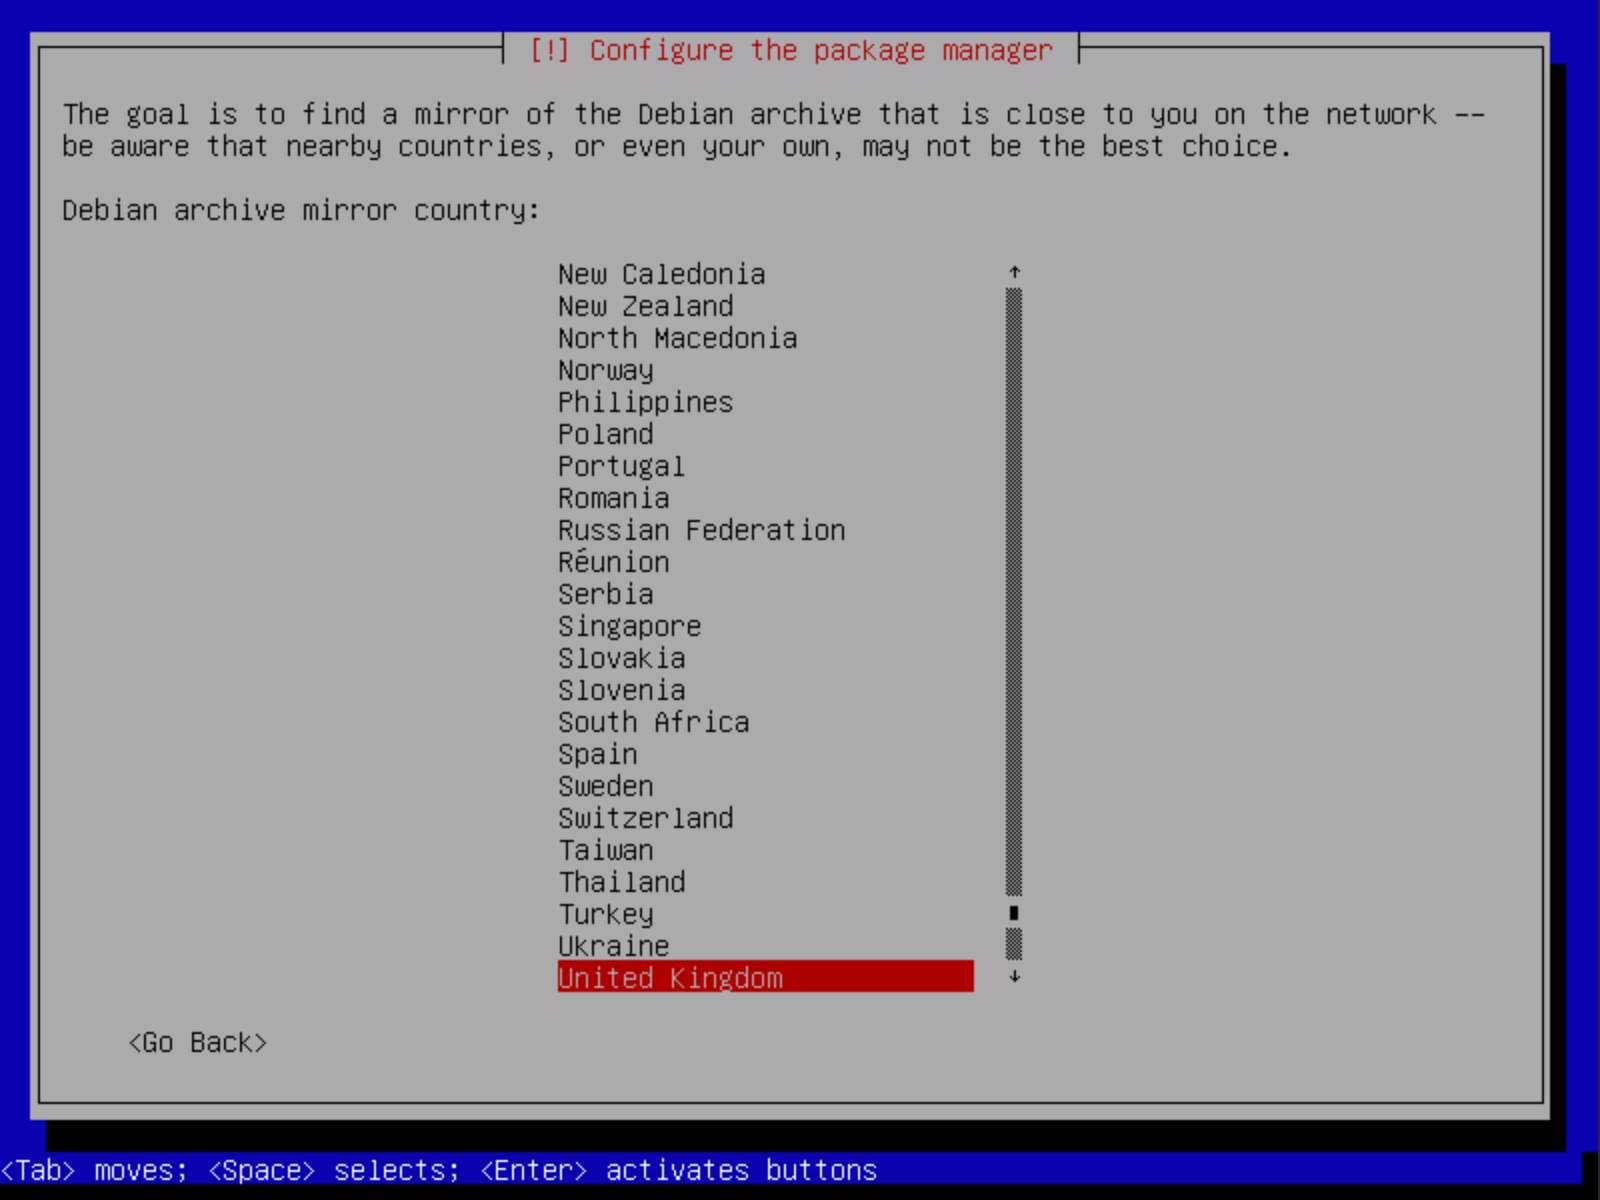 [!] Configure the package manager
The goal is to find a mirror of the Debian archive that is close to you on the network --
be aware that nearby countries, or even your own, may not be the best choice.
Debian archive mirror country:
New Caledonia ↑
New Zealand
North Macedonia
Norway
Philippines
Poland
Portugal
Romania
Russian Federation
Réunion
Serbia
Singapore
Slovakia
Slovenia
South Africa
Spain
Sweden
Switzerland
Taiwan
Thailand
Turkey
Ukraine
United Kingdom ↓
<Go Back>
<Tab> moves; <Space> selects; <Enter> activates buttons